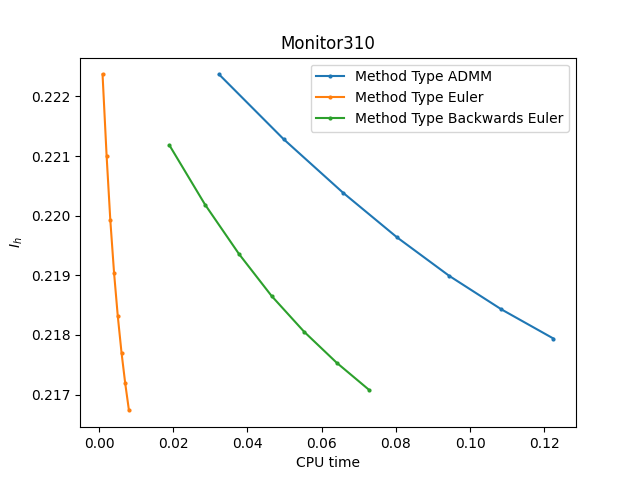 Monitor310
Method Type ADMM
Method Type Euler
Method Type Backwards Euler
0.222
0.221
0.220
0.219
0.218
0.217
I_h
0.00 0.02 0.04 0.06 0.08 0.10 0.12
CPU time